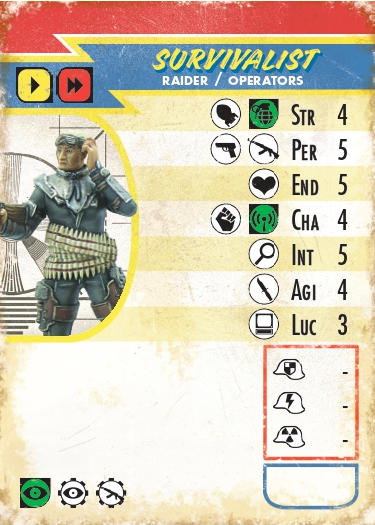 SURVIVALIST
RAIDER / OPERATORS
STR 4
PER 5
END 5
CHA 4
INT 5
AGI 4
LUC 3
-
-
-